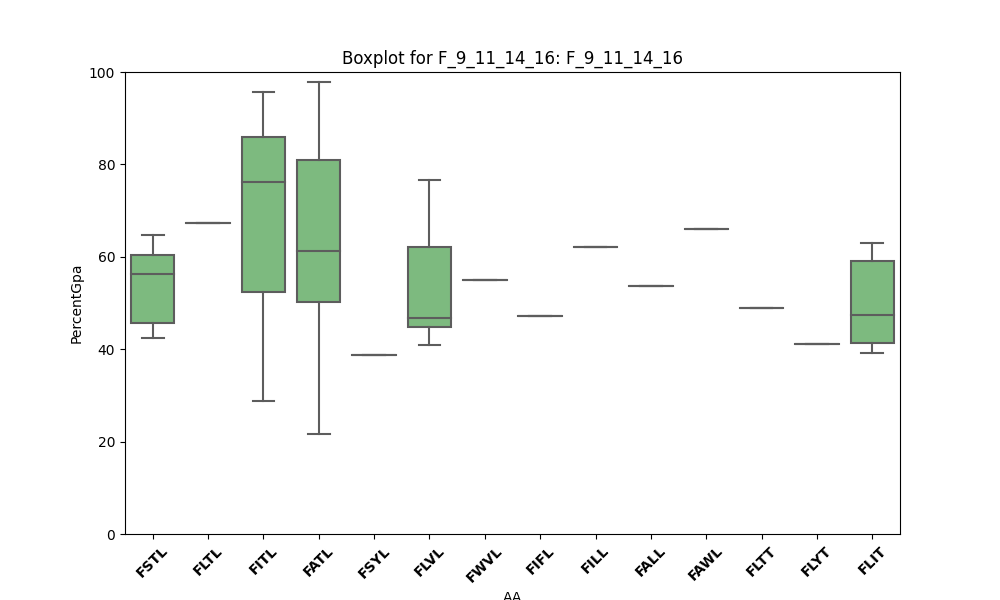 Boxplot for F_9_11_14_16: F_9_11_14_16
100
80
60
40
20
0
PercentGpa
FSTL FLTL FITL FATL FSYL FLVL FWVL FIFL FILL FALL FAWL FLTT FLYT FLIT
AA